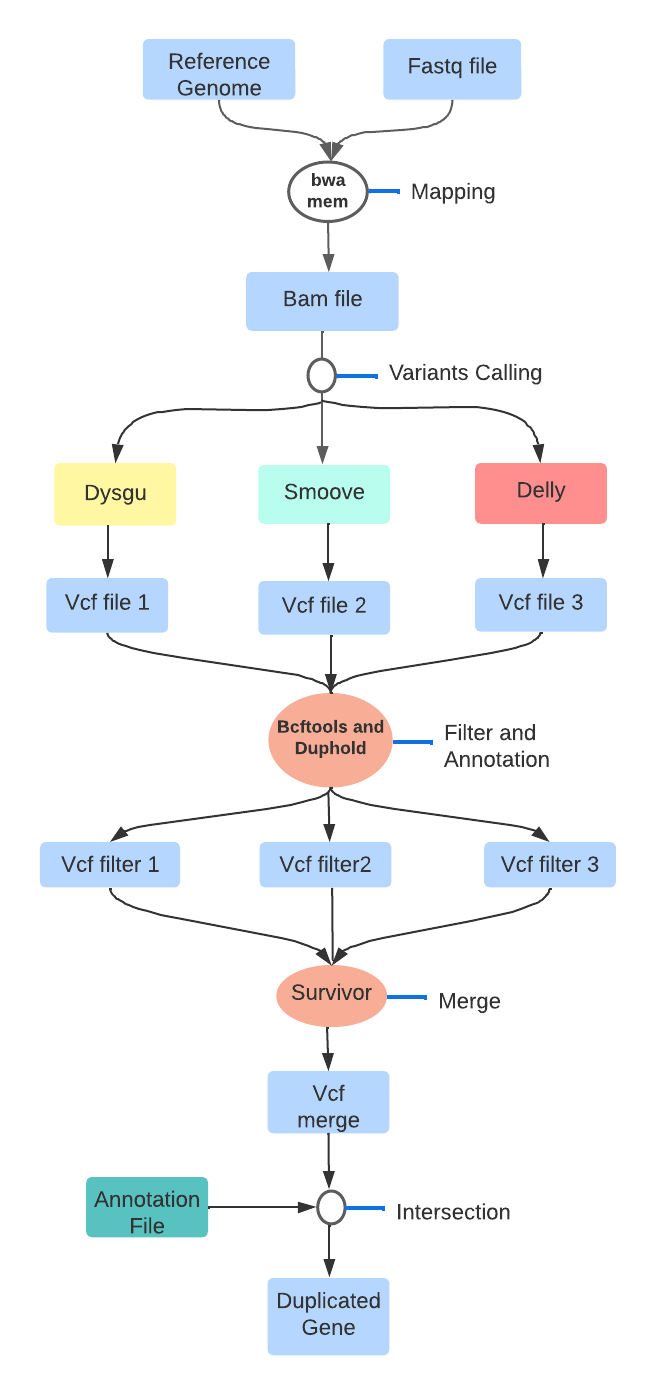 Reference
Genome
Fastq file
bwa
mem
Mapping
Bam file
Variants Calling
Dysgu
Smoove
Delly
Vcf file 1
Vcf file 2
Vcf file 3
Bcftools and
Duphold
Filter and
Annotation
Vcf filter 1
Vcf filter2
Vcf filter 3
Survivor
Merge
Vcf
merge
Annotation
File
Intersection
Duplicated
Gene